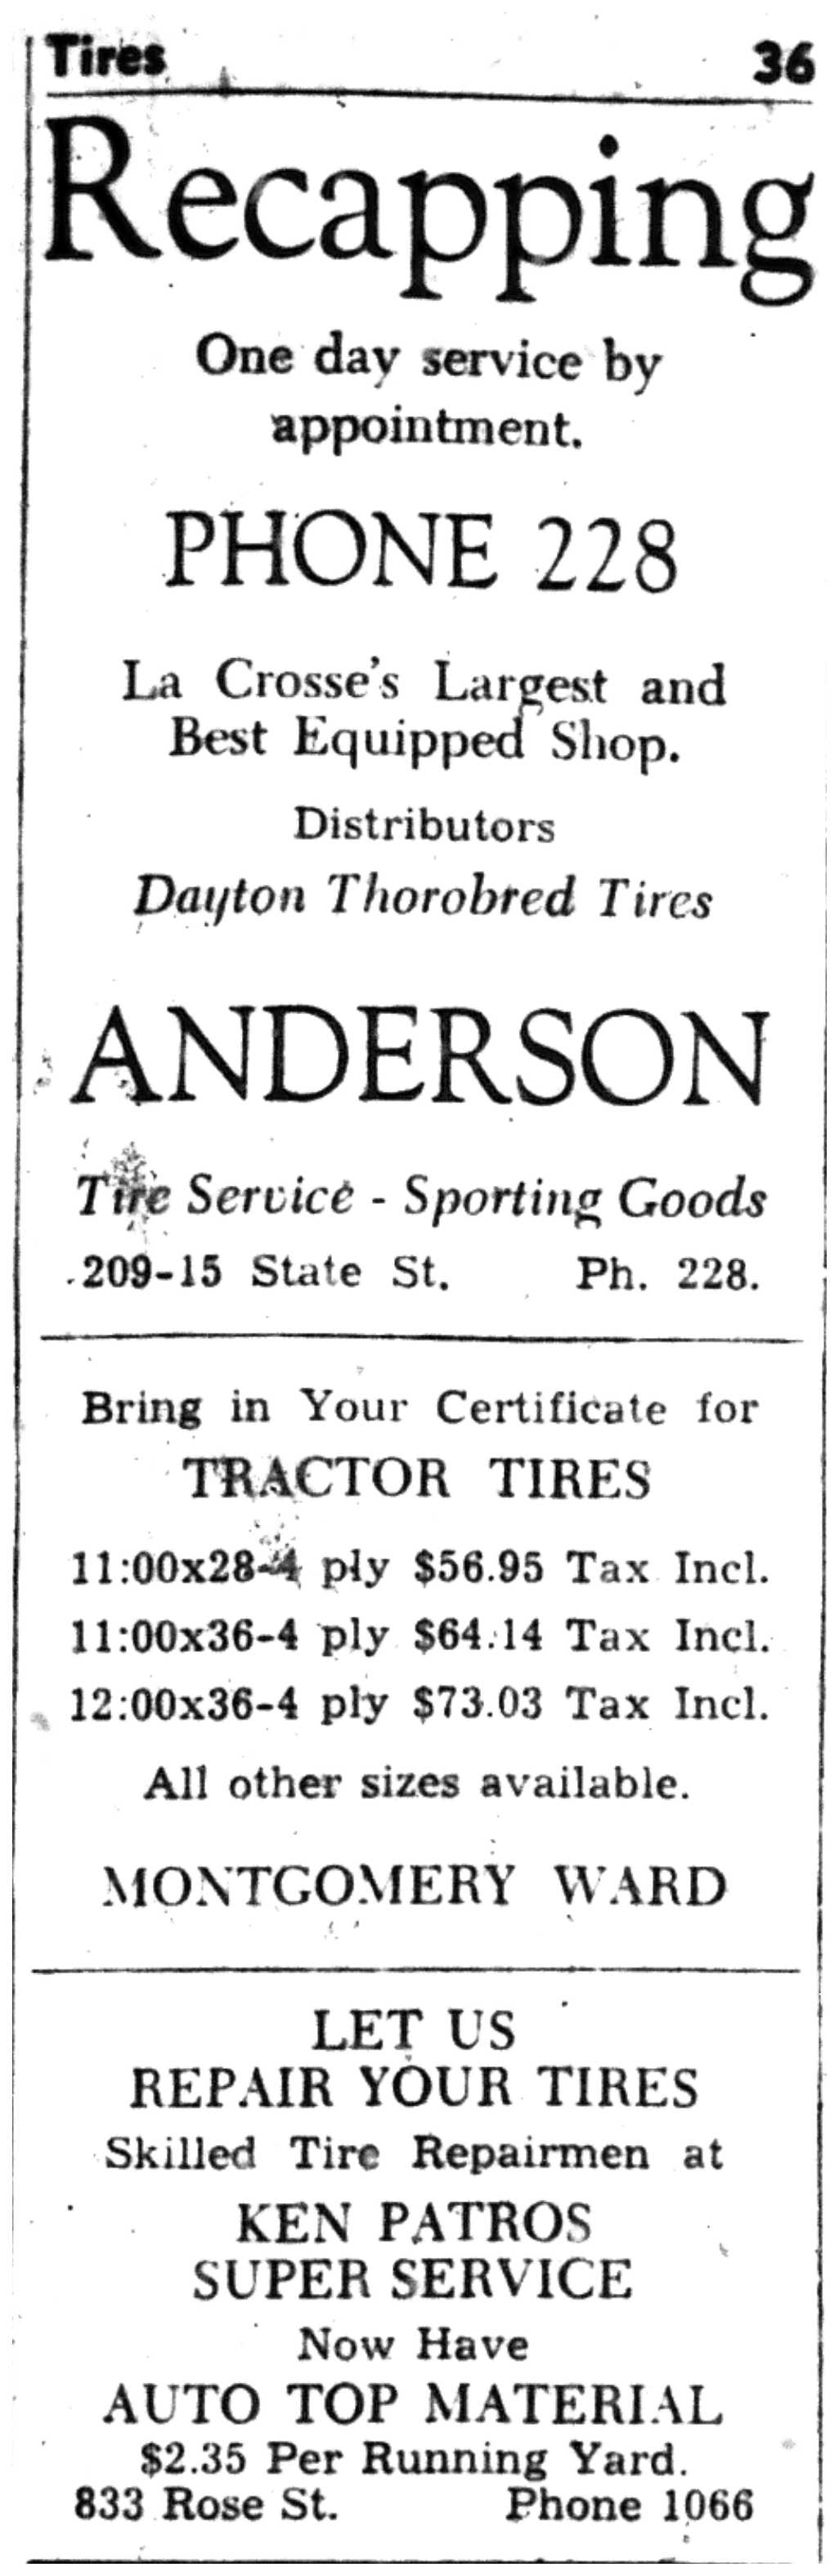 Tires 36
Recapping
One day service by
appointment.
PHONE 228
La Crosse's Largest and
Best Equipped Shop.
Distributors
Dayton Thorobred Tires
ANDERSON
Tire Service - Sporting Goods
209-15 State St. Ph. 228.
Bring in Your Certificate for
TRACTOR TIRES
11:00x28-4 ply $56.95 Tax Incl.
11:00x36-4 ply $64.14 Tax Incl.
12:00x36-4 ply $73.03 Tax Incl.
All other sizes available.
MONTGOMERY WARD
LET US
REPAIR YOUR TIRES
Skilled Tire Repairmen at
KEN PATROS
SUPER SERVICE
Now Have
AUTO TOP MATERIAL
$2.35 Per Running Yard.
833 Rose St. Phone 1066